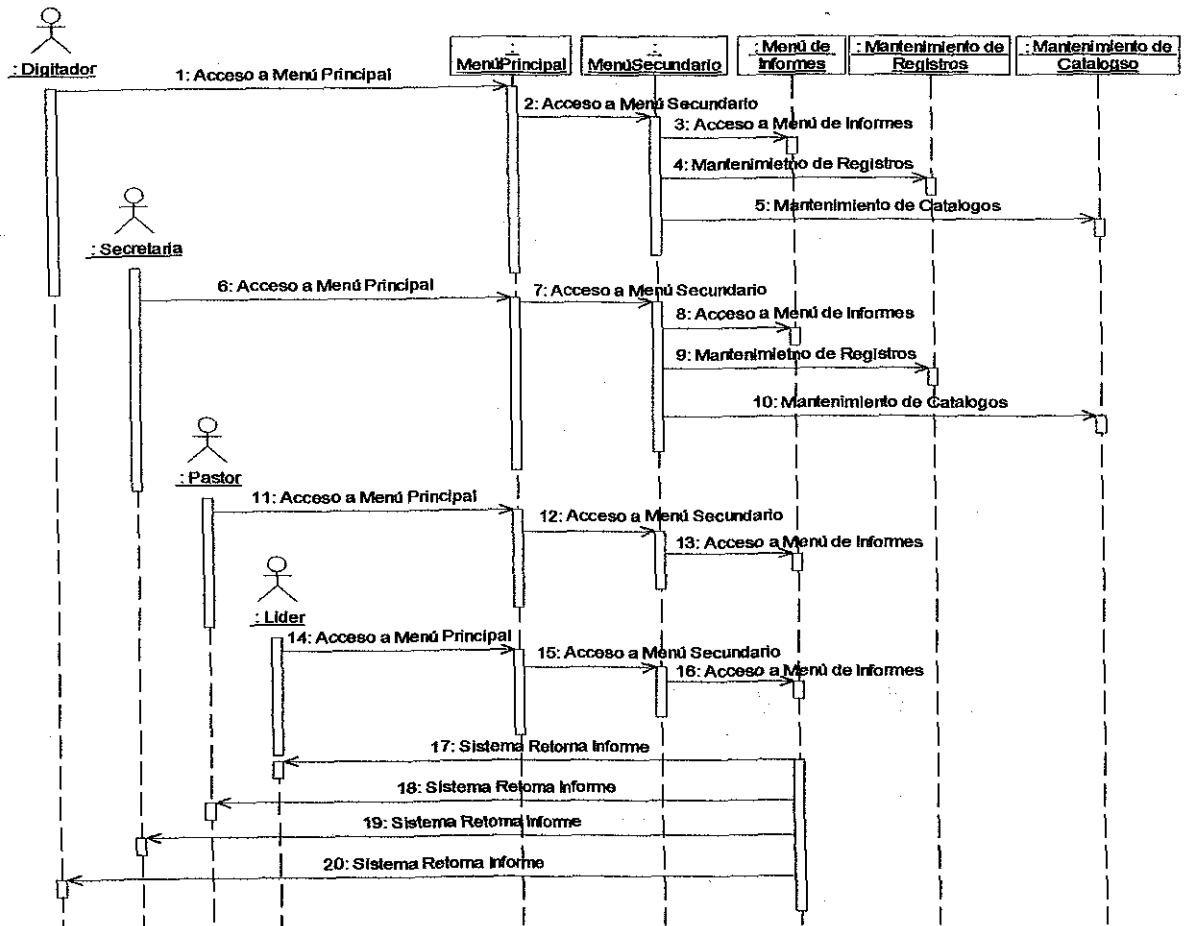 : Digitador
:
MenúPrincipal
:
MenúSecundario
: Menú de
Informes
: Mantenimiento de
Registros
: Mantenimiento de
Catalogso
1: Acceso a Menú Principal
2: Acceso a Menú Secundario
3: Acceso a Menú de Informes
4: Mantenimietno de Registros
5: Mantenimiento de Catalogos
: Secretaria
6: Acceso a Menú Principal
7: Acceso a Menú Secundario
8: Acceso a Menú de Informes
9: Mantenimietno de Registros
10: Mantenimiento de Catalogos
: Pastor
11: Acceso a Menú Principal
12: Acceso a Menú Secundario
13: Acceso a Menú de Informes
: Lider
14: Acceso a Menú Principal
15: Acceso a Menú Secundario
16: Acceso a Menú de Informes
17: Sistema Retorna Informe
18: Sistema Retorna Informe
19: Sistema Retorna Informe
20: Sistema Retorna Informe